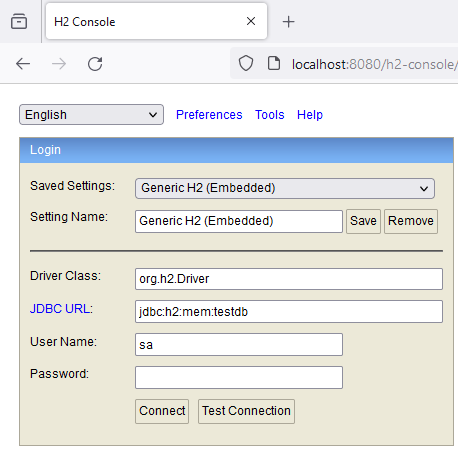 H2 Console
localhost:8080/h2-console/
English Preferences Tools Help
Login
Saved Settings: Generic H2 (Embedded)
Setting Name: Generic H2 (Embedded) Save Remove
Driver Class: org.h2.Driver
JDBC URL: jdbc:h2:mem:testdb
User Name: sa
Password:
Connect Test Connection